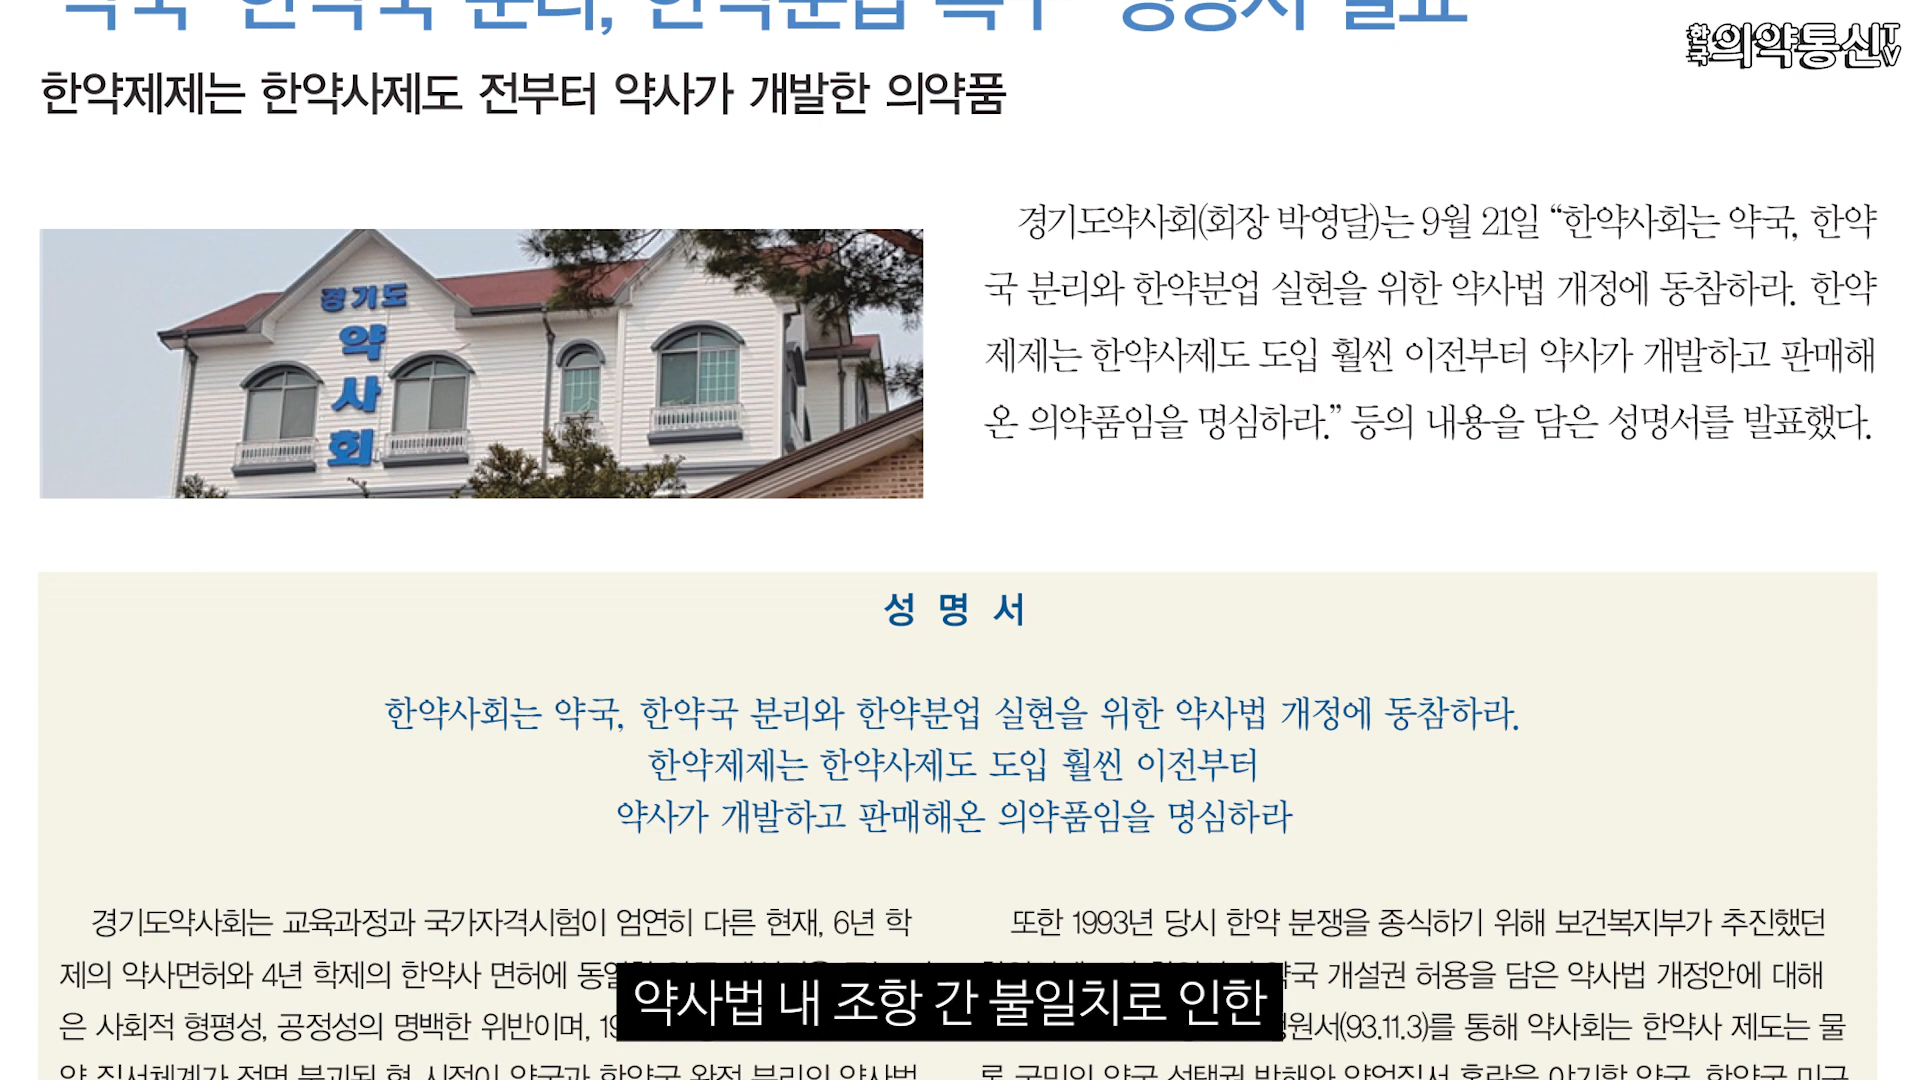 한국의약통신TV
한약제제는 한약사제도 전부터 약사가 개발한 의약품
경기도
약
사
회
경기도약사회(회장 박영달)는 9월 21일 “한약사회는 약국, 한약
국 분리와 한약분업 실현을 위한 약사법 개정에 동참하라. 한약
제제는 한약사제도 도입 훨씬 이전부터 약사가 개발하고 판매해
온 의약품임을 명심하라.” 등의 내용을 담은 성명서를 발표했다.
성 명 서
한약사회는 약국, 한약국 분리와 한약분업 실현을 위한 약사법 개정에 동참하라.
한약제제는 한약사제도 도입 훨씬 이전부터
약사가 개발하고 판매해온 의약품임을 명심하라
경기도약사회는 교육과정과 국가자격시험이 엄연히 다른 현재, 6년 학
제의 약사면허와 4년 학제의 한약사 면허에
은 사회적 형평성, 공정성의 명백한 위반이며,
또한 1993년 당시 한약 분쟁을 종식하기 위해 보건복지부가 추진했던
개설권 허용을 담은 약사법 개정안에 대해
통해 약사회는 한약사 제도는 물
약사법 내 조항 간 불일치로 인한